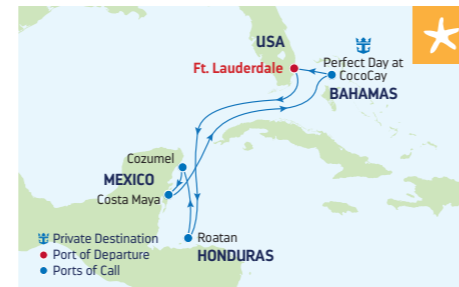 USA
Ft. Lauderdale
Perfect Day at
CocoCay
BAHAMAS
Cozumel
MEXICO
Costa Maya
Roatan
HONDURAS
Private Destination
Port of Departure
Ports of Call